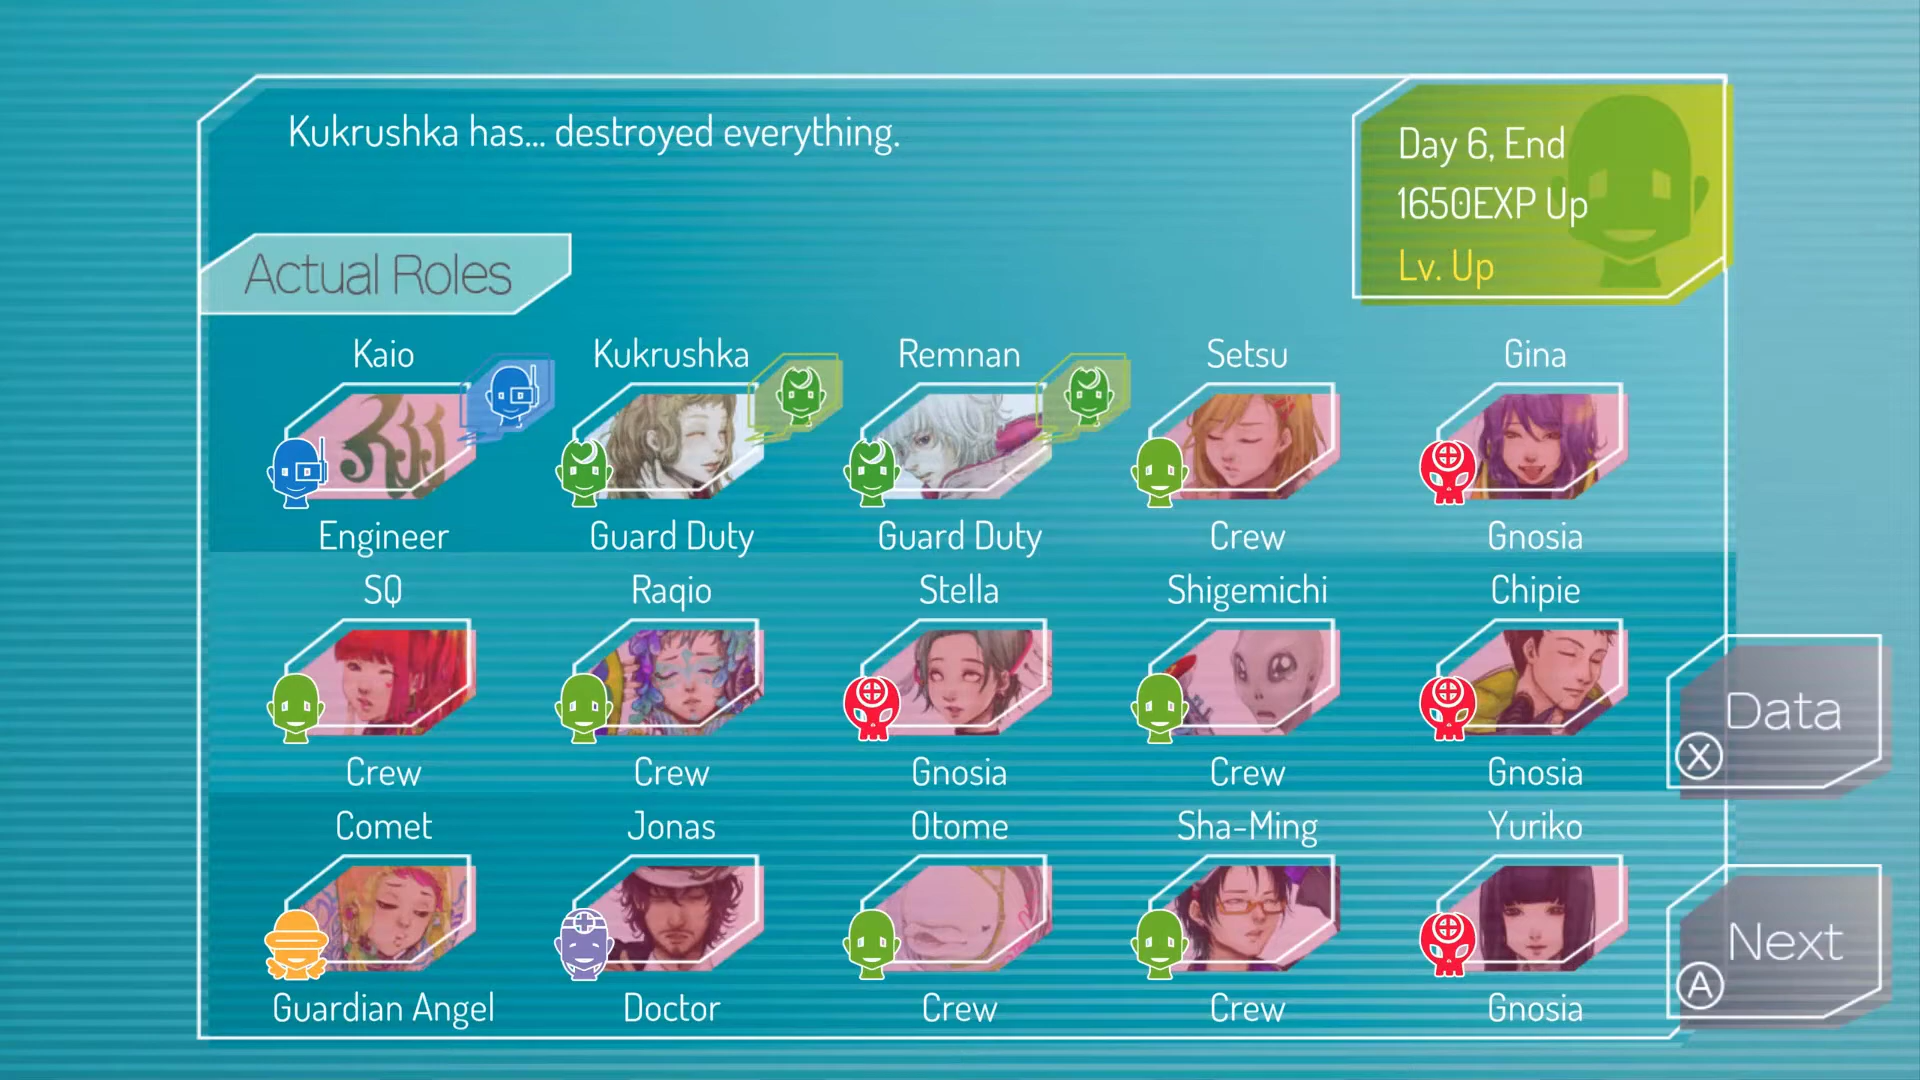 Kukrushka has... destroyed everything.
Day 6, End
1650EXP Up
Lv. Up
Actual Roles
Kaio
Kukrushka
Remnan
Setsu
Gina
Engineer
Guard Duty
Guard Duty
Crew
Gnosia
SQ
Raqio
Stella
Shigemichi
Chipie
Crew
Crew
Gnosia
Crew
Gnosia
Data
X
Comet
Jonas
Otome
Sha-Ming
Yuriko
Guardian Angel
Doctor
Crew
Crew
Gnosia
Next
A